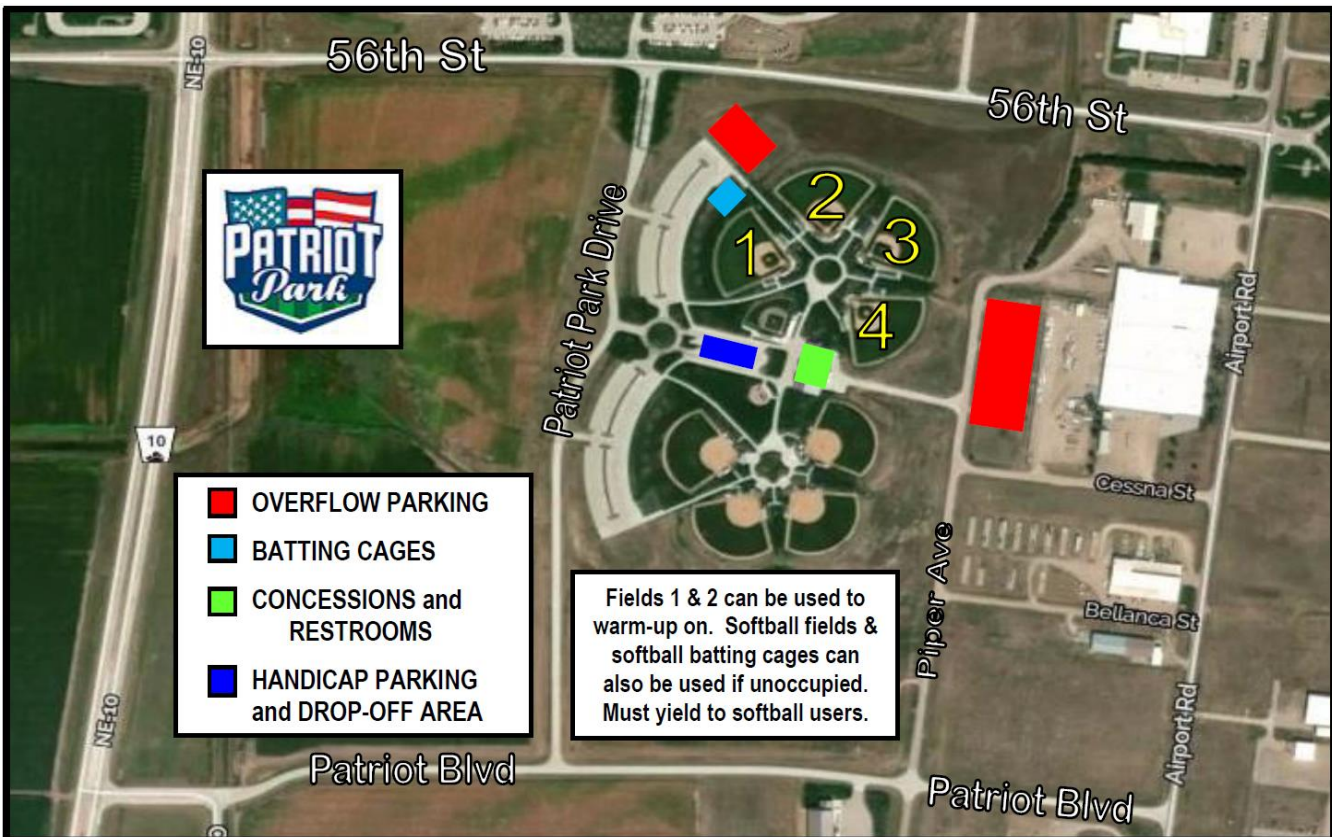 56th St
56th St
NE-10
PATRIOT
Park
Patriot Park Drive
1
2
3
4
Airport Rd
10
Cessna St
OVERFLOW PARKING
BATTING CAGES
CONCESSIONS and
RESTROOMS
HANDICAP PARKING
and DROP-OFF AREA
Fields 1 & 2 can be used to
warm-up on. Softball fields &
softball batting cages can
also be used if unoccupied.
Must yield to softball users.
Piper Ave
Bellanca St
NE-10
Airport Rd
Patriot Blvd
Patriot Blvd